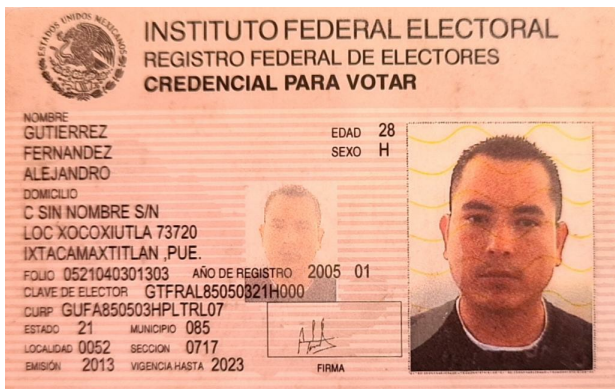 ESTADOS UNIDOS MEXICANOS
INSTITUTO FEDERAL ELECTORAL
REGISTRO FEDERAL DE ELECTORES
CREDENCIAL PARA VOTAR
NOMBRE
GUTIERREZ
FERNANDEZ
ALEJANDRO
EDAD 28
SEXO H
DOMICILIO
C SIN NOMBRE S/N
LOC XOCOXIUTLA 73720
IXTACAMAXTITLAN ,PUE.
FOLIO 0521040301303 AÑO DE REGISTRO 2005 01
CLAVE DE ELECTOR GTFRAL85050321H000
CURP GUFA850503HPLTRL07
ESTADO 21 MUNICIPIO 085
LOCALIDAD 0052 SECCION 0717
EMISIÓN 2013 VIGENCIA HASTA 2023
FIRMA